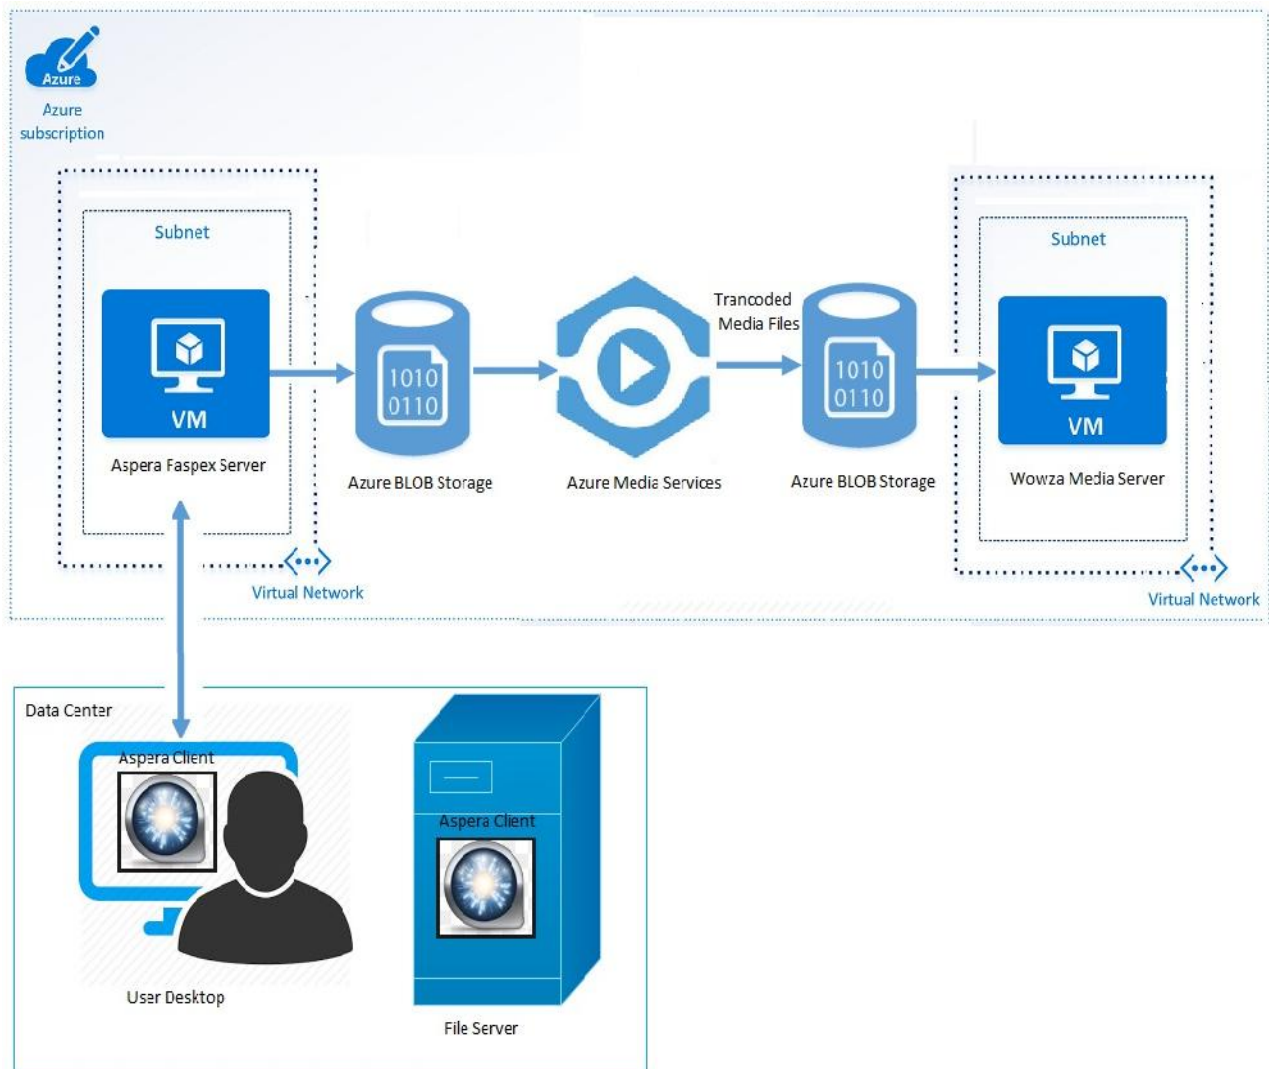 Azure
Azure
subscription
Subnet
VM
Aspera Faspex Server
Virtual Network
1010
0110
Azure BLOB Storage
Azure Media Services
Trancoded
Media Files
1010
0110
Azure BLOB Storage
Subnet
VM
Wowza Media Server
Virtual Network
Data Center
Aspera Client
User Desktop
Aspera Client
File Server